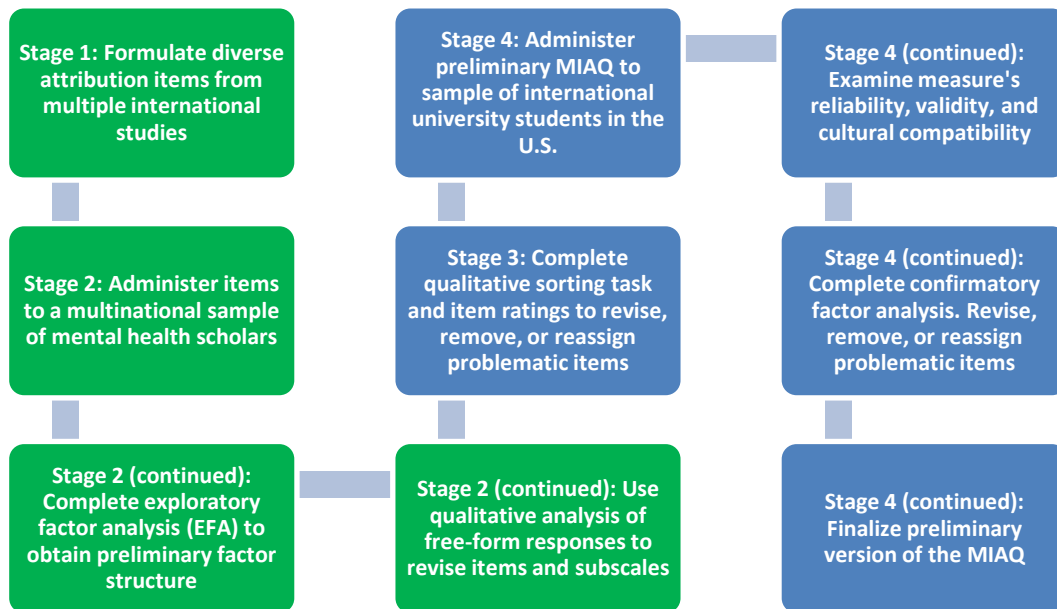 Stage 1: Formulate diverse
attribution items from
multiple international
studies
Stage 2: Administer items
to a multinational sample
of mental health scholars
Stage 2 (continued):
Complete exploratory
factor analysis (EFA) to
obtain preliminary factor
structure
Stage 2 (continued): Use
qualitative analysis of
free-form responses to
revise items and subscales
Stage 3: Complete
qualitative sorting task
and item ratings to revise,
remove, or reassign
problematic items
Stage 4: Administer
preliminary MIAQ to
sample of international
university students in the
U.S.
Stage 4 (continued):
Examine measure's
reliability, validity, and
cultural compatibility
Stage 4 (continued):
Complete confirmatory
factor analysis. Revise,
remove, or reassign
problematic items
Stage 4 (continued):
Finalize preliminary
version of the MIAQ